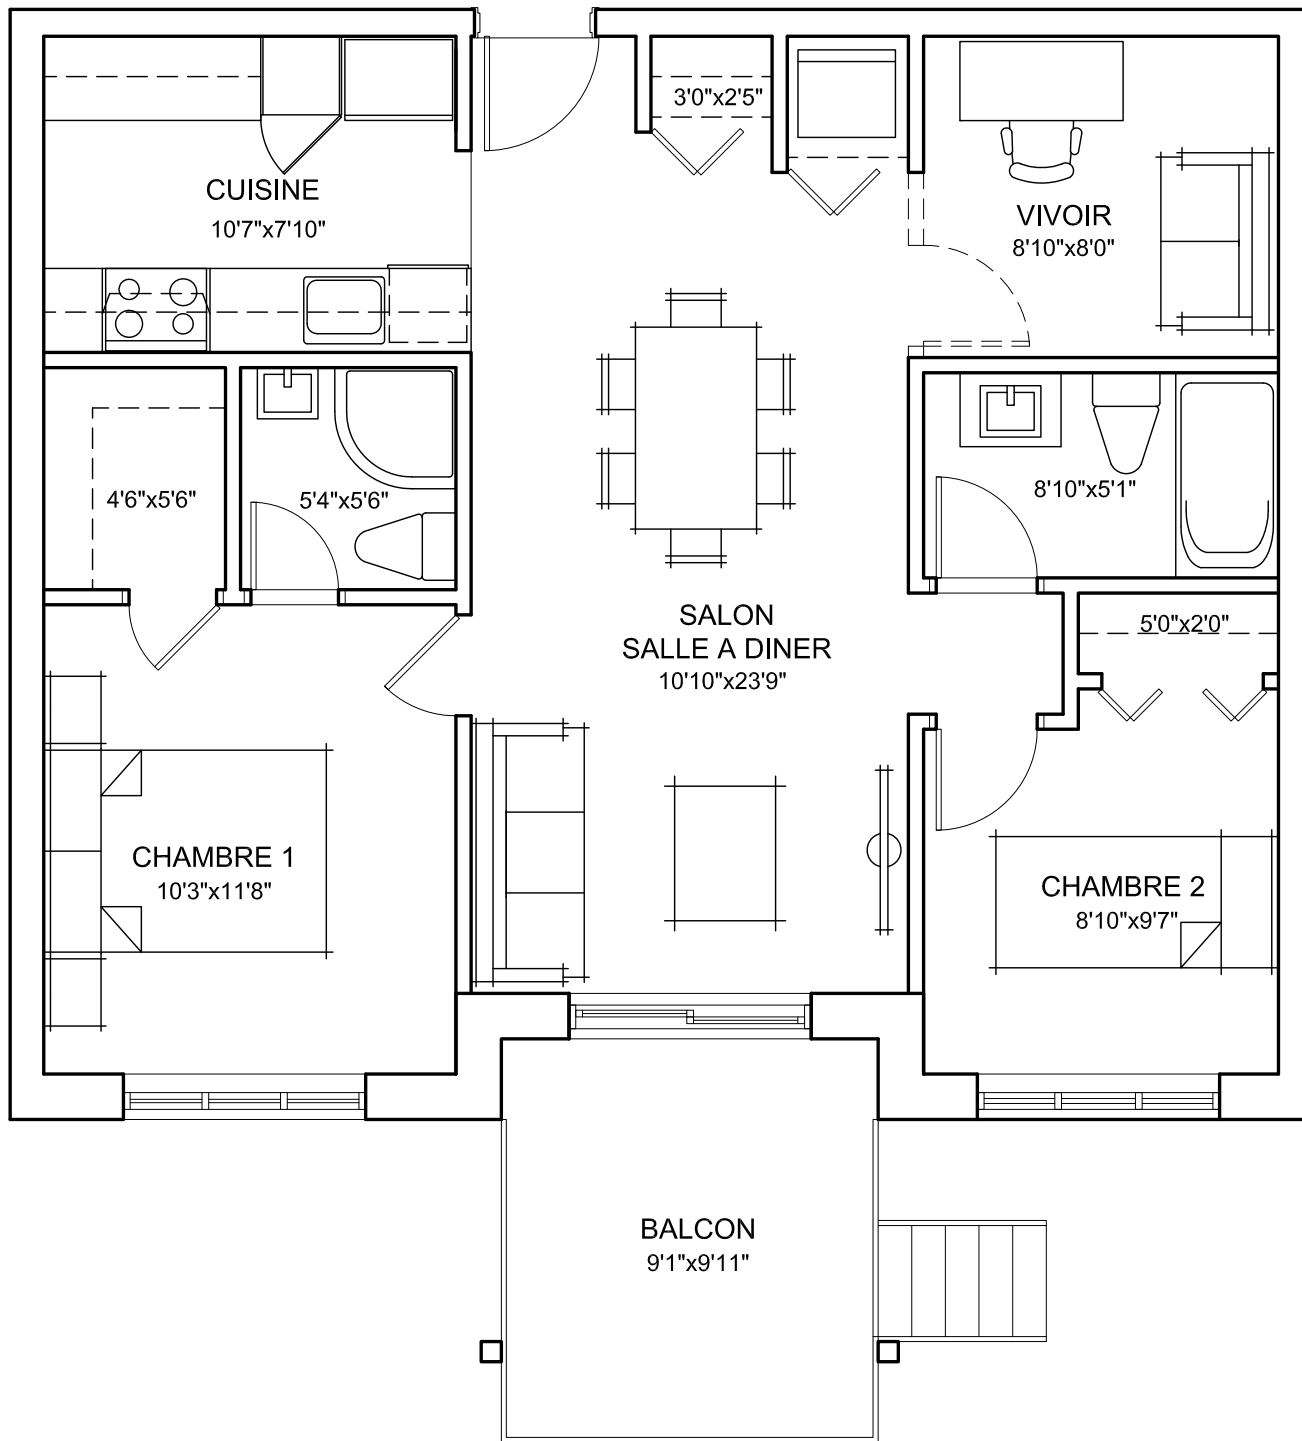 3'0"x2'5"
CUISINE
10'7"x7'10"
VIVOIR
8'10"x8'0"
4'6"x5'6"
5'4"x5'6"
8'10"x5'1"
SALON
SALLE A DINER
10'10"x23'9"
5'0"x2'0"
CHAMBRE 1
10'3"x11'8"
CHAMBRE 2
8'10"x9'7"
BALCON
9'1"x9'11"